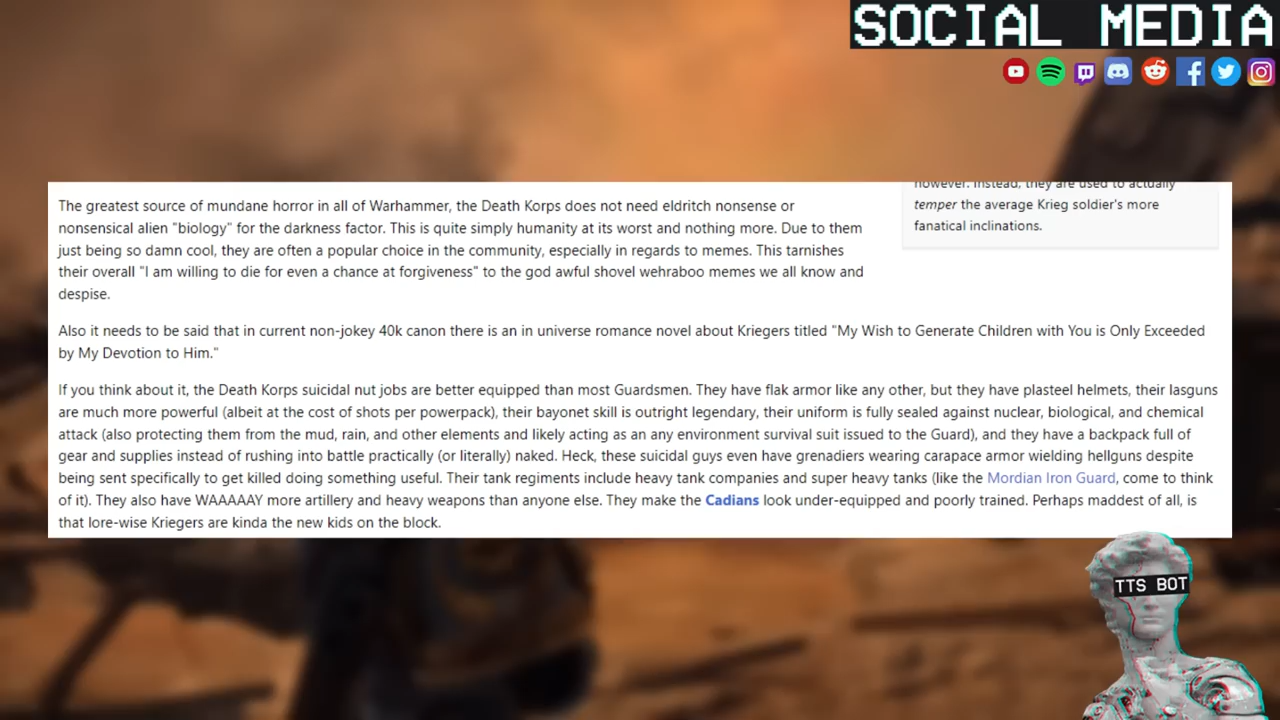 SOCIAL MEDIA
however. Instead, they are used to actually
temper the average Krieg soldier's more
fanatical inclinations.
The greatest source of mundane horror in all of Warhammer, the Death Korps does not need eldritch nonsense or
nonsensical alien "biology" for the darkness factor. This is quite simply humanity at its worst and nothing more. Due to them
just being so damn cool, they are often a popular choice in the community, especially in regards to memes. This tarnishes
their overall "I am willing to die for even a chance at forgiveness" to the god awful shovel wehraboo memes we all know and
despise.
Also it needs to be said that in current non-jokey 40k canon there is an in universe romance novel about Kriegers titled "My Wish to Generate Children with You is Only Exceeded
by My Devotion to Him."
If you think about it, the Death Korps suicidal nut jobs are better equipped than most Guardsmen. They have flak armor like any other, but they have plasteel helmets, their lasguns
are much more powerful (albeit at the cost of shots per powerpack), their bayonet skill is outright legendary, their uniform is fully sealed against nuclear, biological, and chemical
attack (also protecting them from the mud, rain, and other elements and likely acting as an any environment survival suit issued to the Guard), and they have a backpack full of
gear and supplies instead of rushing into battle practically (or literally) naked. Heck, these suicidal guys even have grenadiers wearing carapace armor wielding hellguns despite
being sent specifically to get killed doing something useful. Their tank regiments include heavy tank companies and super heavy tanks (like the Mordian Iron Guard, come to think
of it). They also have WAAAAAY more artillery and heavy weapons than anyone else. They make the Cadians look under-equipped and poorly trained. Perhaps maddest of all, is
that lore-wise Kriegers are kinda the new kids on the block.
TTS BOT